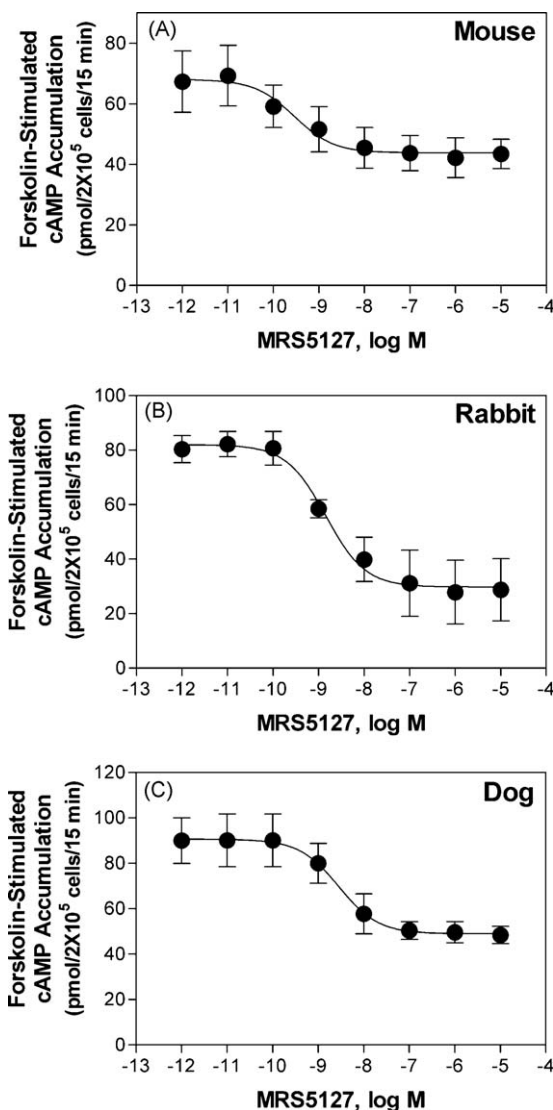 (A)
Mouse
Forskolin-Stimulated
cAMP Accumulation
(pmol/2X10⁵ cells/15 min)
80
60
40
20
0
-13 -12 -11 -10 -9 -8 -7 -6 -5 -4
MRS5127, log M
(B)
Rabbit
Forskolin-Stimulated
cAMP Accumulation
(pmol/2X10⁵ cells/15 min)
100
80
60
40
20
0
-13 -12 -11 -10 -9 -8 -7 -6 -5 -4
MRS5127, log M
(C)
Dog
Forskolin-Stimulated
cAMP Accumulation
(pmol/2X10⁵ cells/15 min)
120
100
80
60
40
20
0
-13 -12 -11 -10 -9 -8 -7 -6 -5 -4
MRS5127, log M